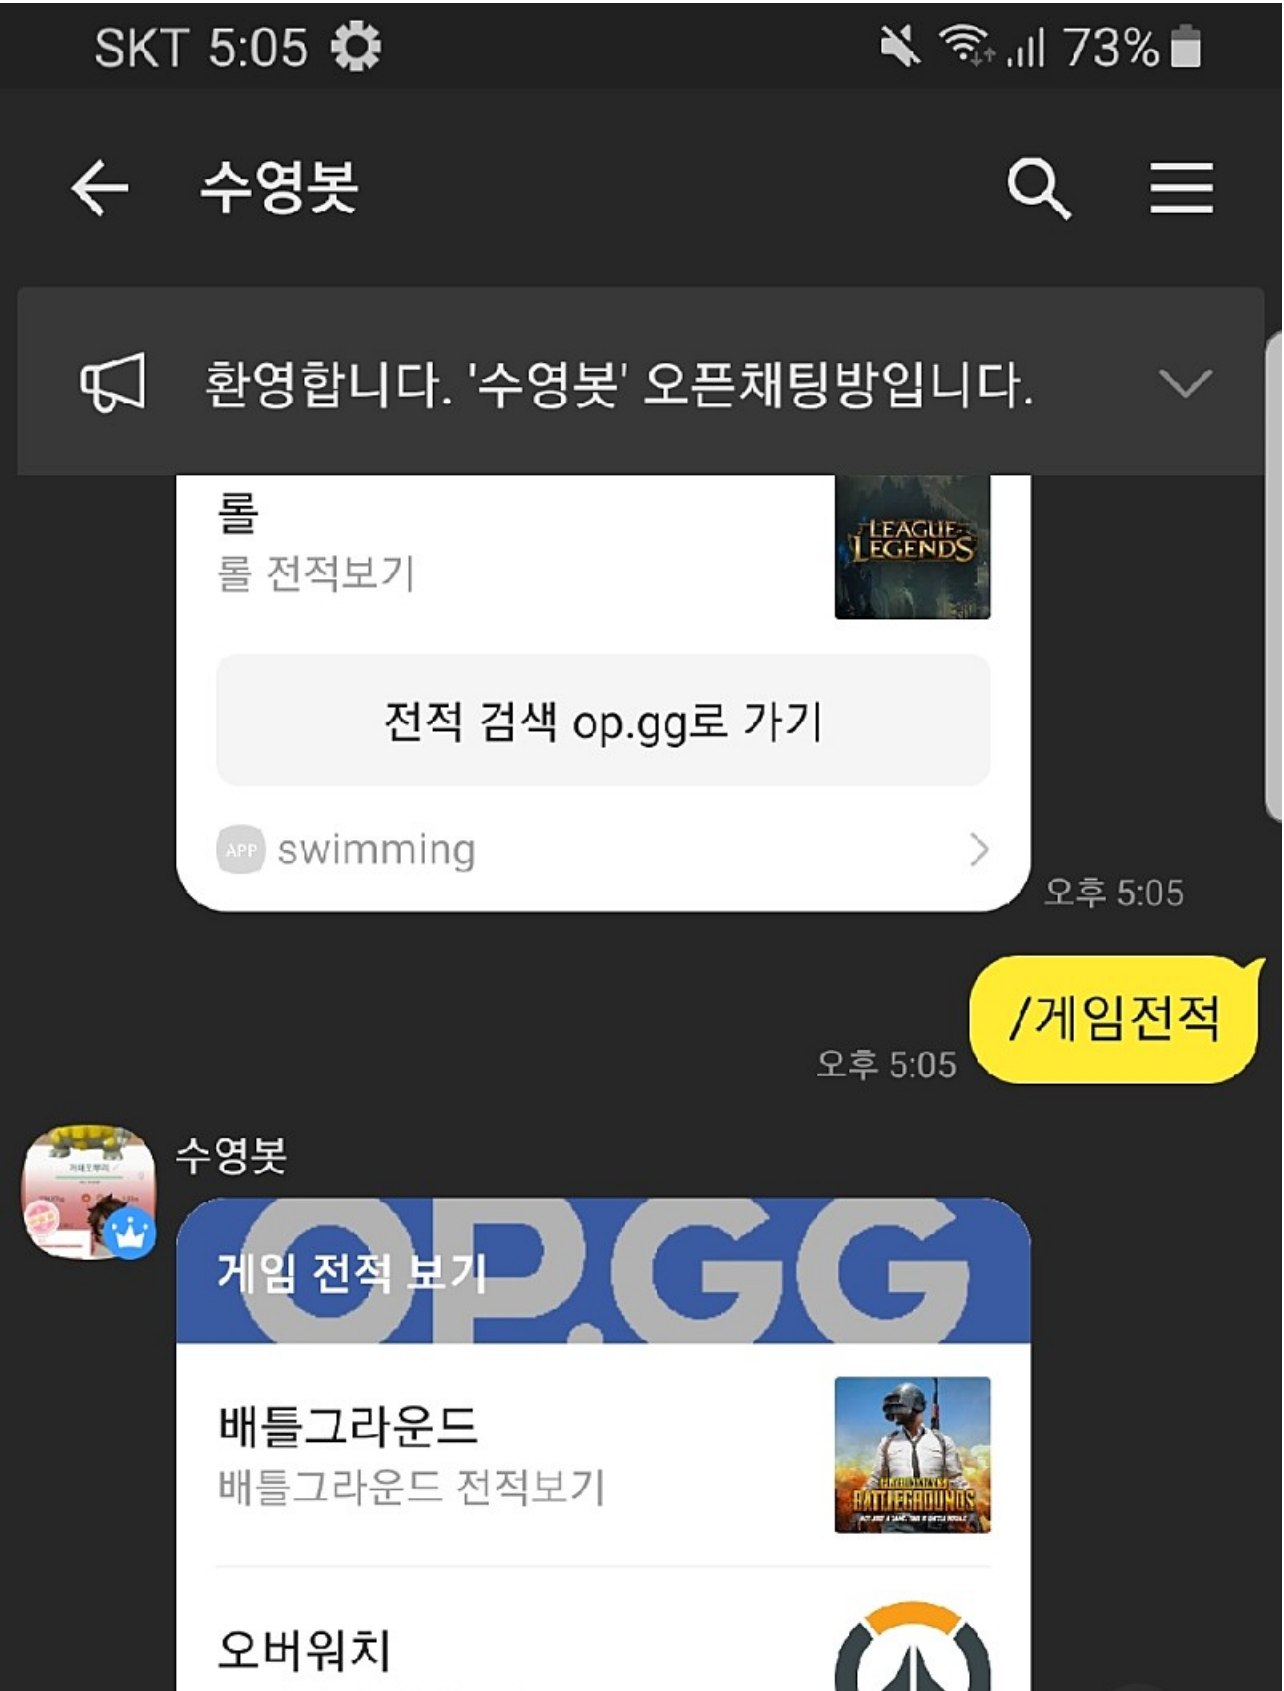 SKT 5:05
73%
수영봇
환영합니다. '수영봇' 오픈채팅방입니다.
롤
롤 전적보기
LEAGUE
LEGENDS
전적 검색 op.gg로 가기
APP swimming
오후 5:05
/게임전적
오후 5:05
수영봇
OP.GG
게임 전적 보기
배틀그라운드
배틀그라운드 전적보기
BATTLEGROUNDS
오버워치